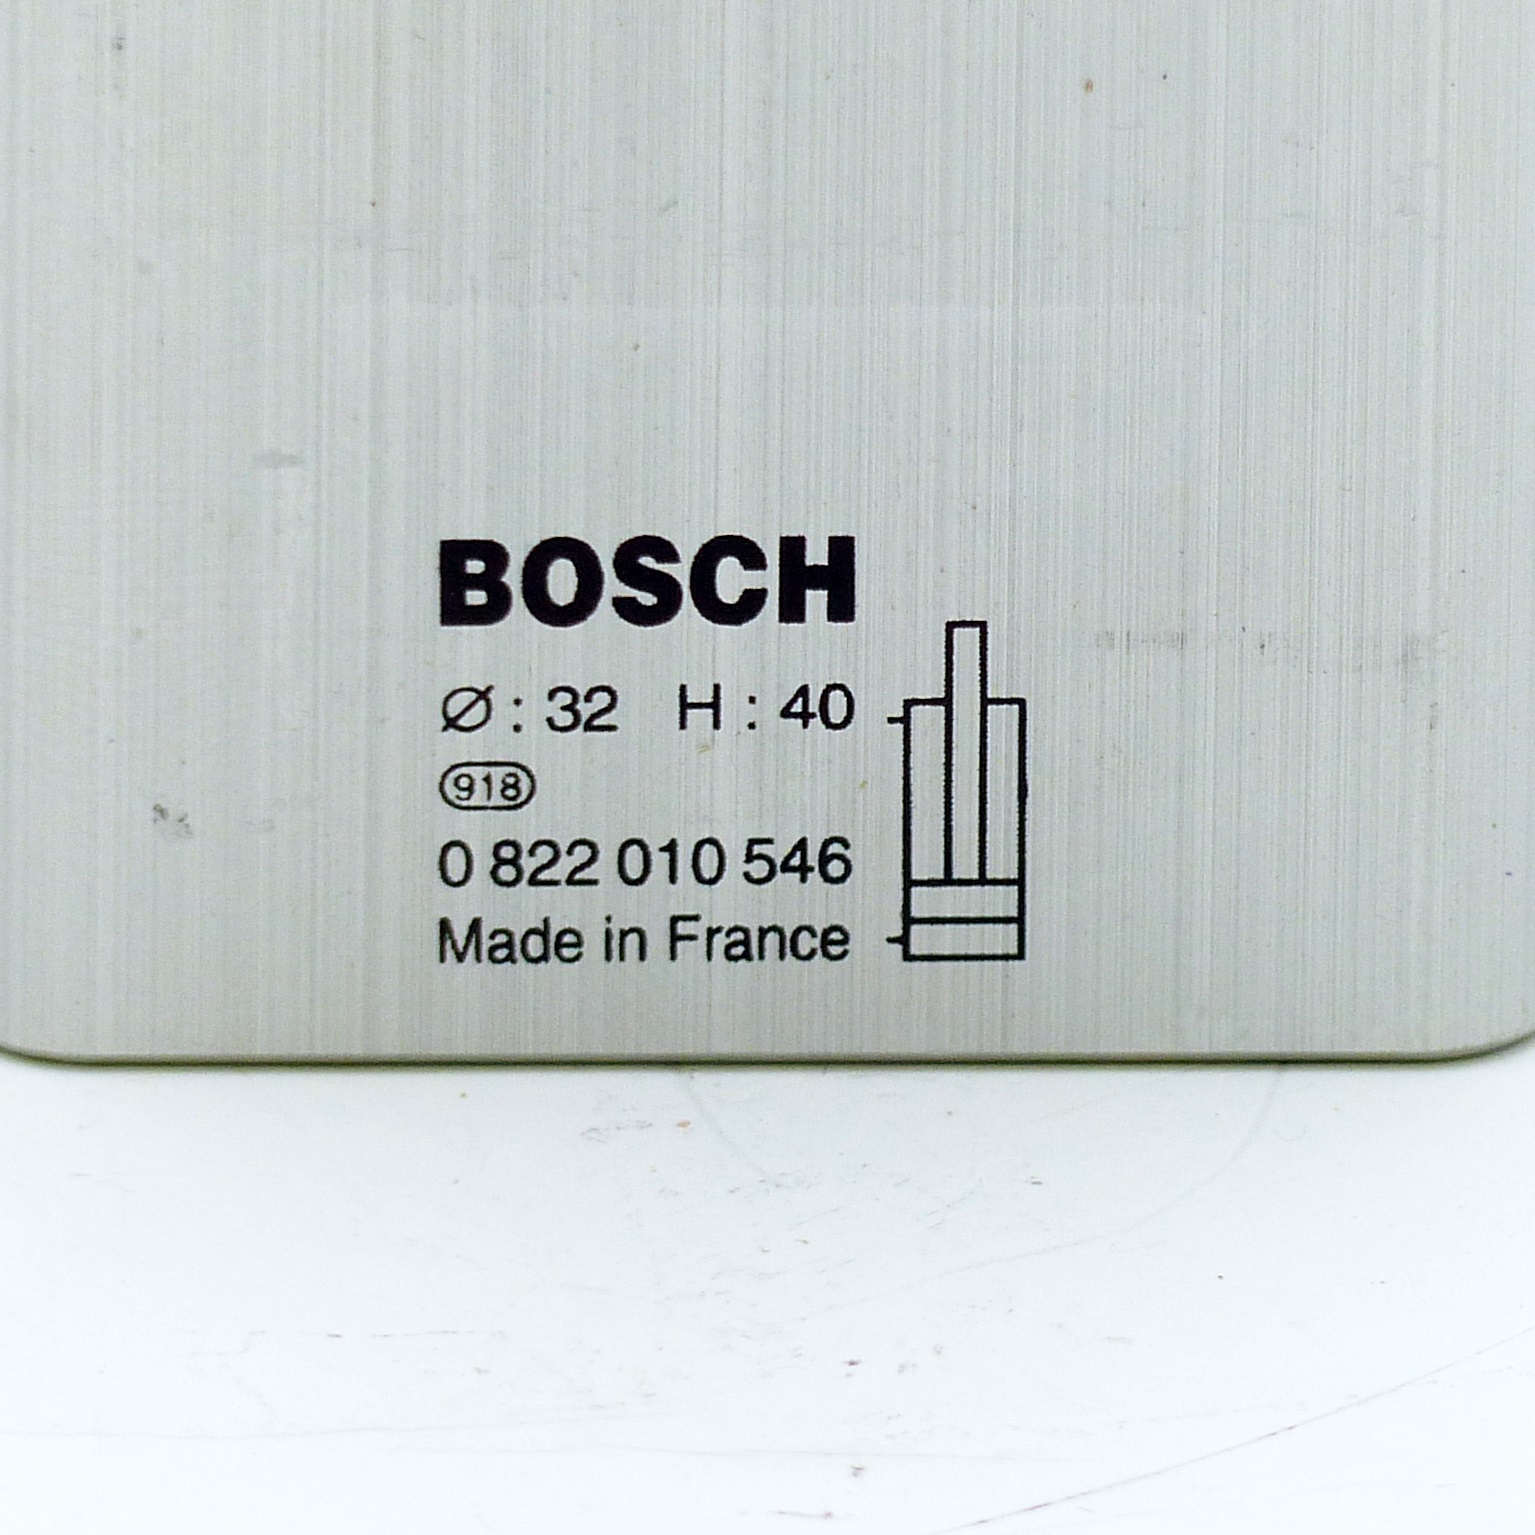 BOSCH
Ø : 32 H : 40
918
0 822 010 546
Made in France